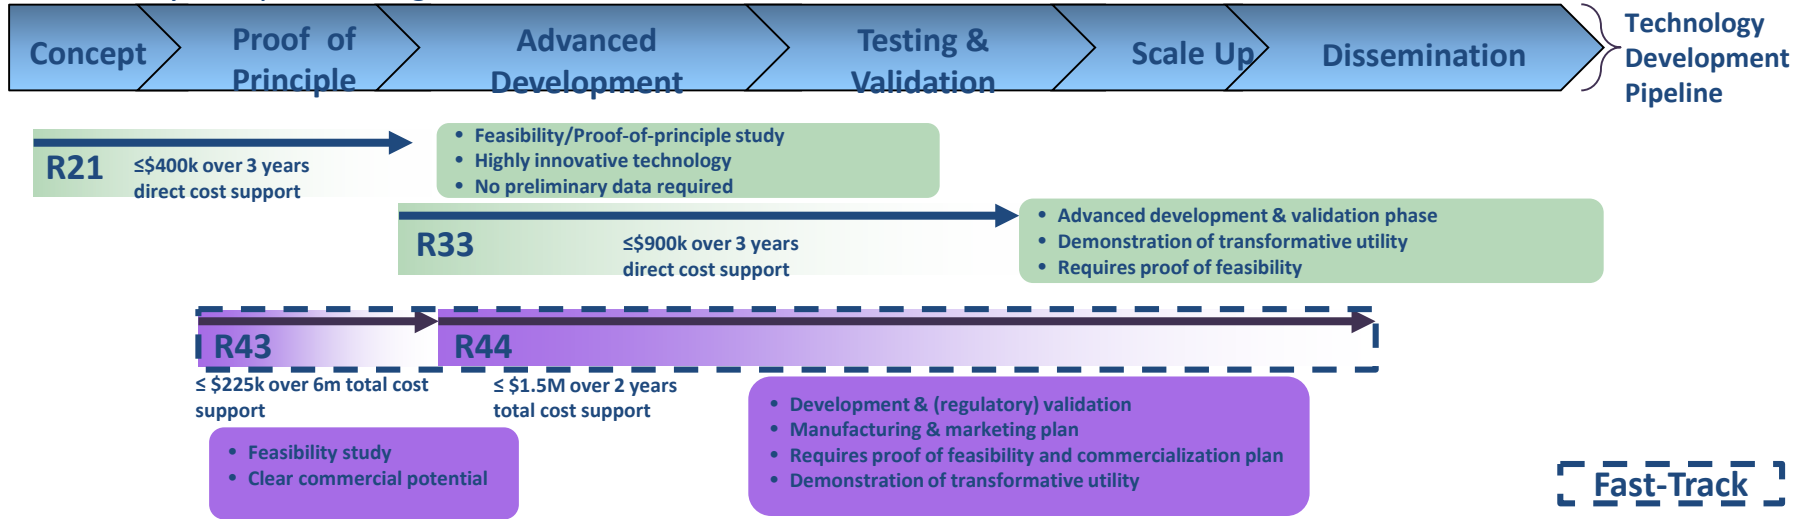 Concept
Proof of
Principle
Advanced
Development
Testing &
Validation
Scale Up
Dissemination
Technology
Development
Pipeline
R21
≤$400k over 3 years
direct cost support
• Feasibility/Proof-of-principle study
• Highly innovative technology
• No preliminary data required
R33
≤$900k over 3 years
direct cost support
• Advanced development & validation phase
• Demonstration of transformative utility
• Requires proof of feasibility
R43
≤ $225k over 6m total cost
support
• Feasibility study
• Clear commercial potential
R44
≤ $1.5M over 2 years
total cost support
• Development & (regulatory) validation
• Manufacturing & marketing plan
• Requires proof of feasibility and commercialization plan
• Demonstration of transformative utility
Fast-Track